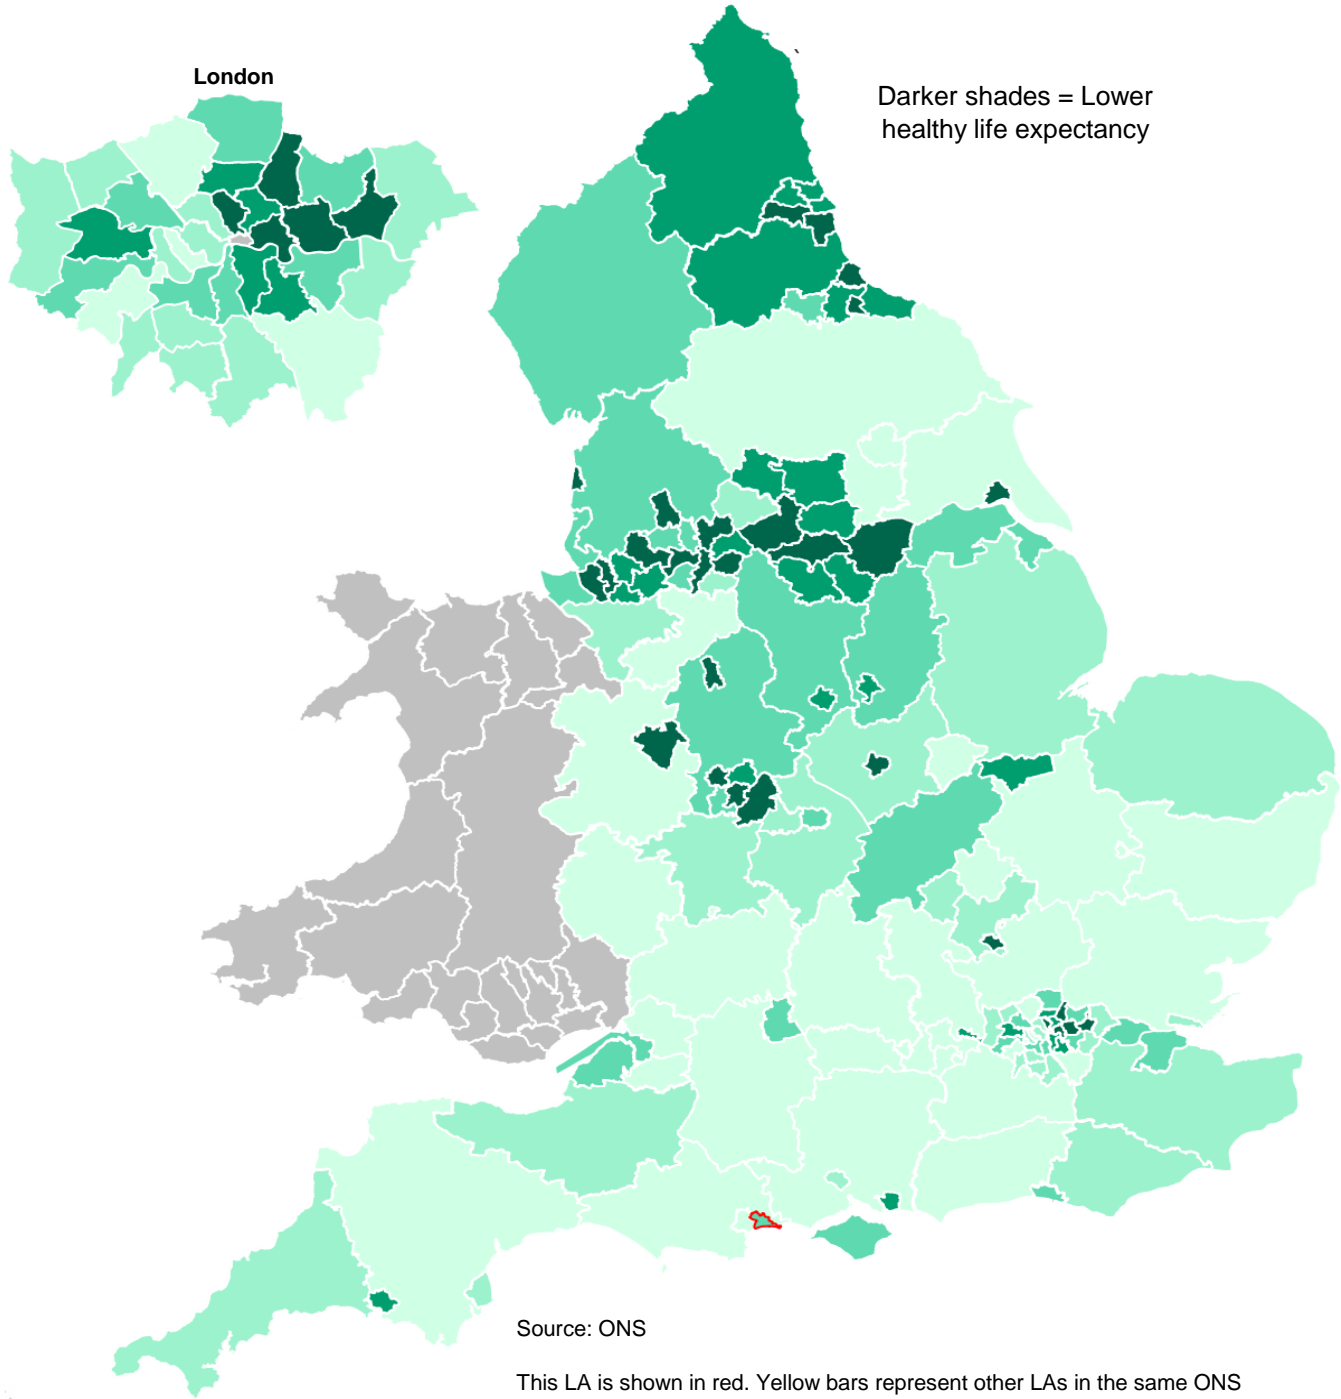 London
Darker shades = Lower
healthy life expectancy
Source: ONS
This LA is shown in red. Yellow bars represent other LAs in the same ONS